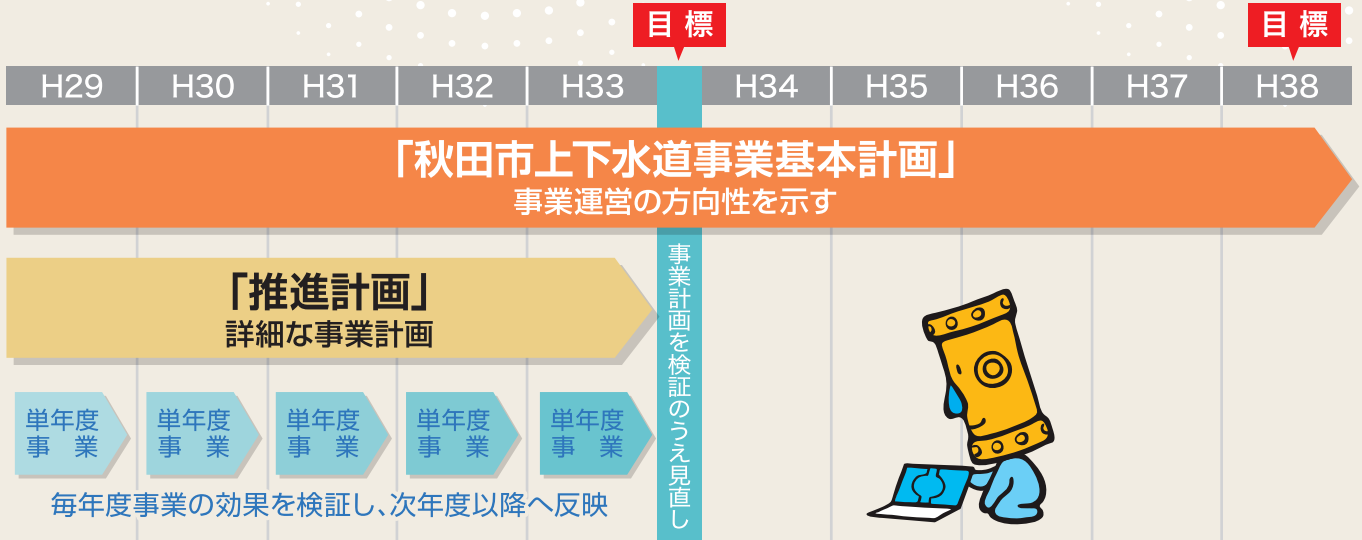 目標
目標
H29 H30 H31 H32 H33 H34 H35 H36 H37 H38
「秋田市上下水道事業基本計画」
事業運営の方向性を示す
「推進計画」
詳細な事業計画
事業計画を検証のうえ見直し
単年度
事業
単年度
事業
単年度
事業
単年度
事業
単年度
事業
毎年度事業の効果を検証し、次年度以降へ反映